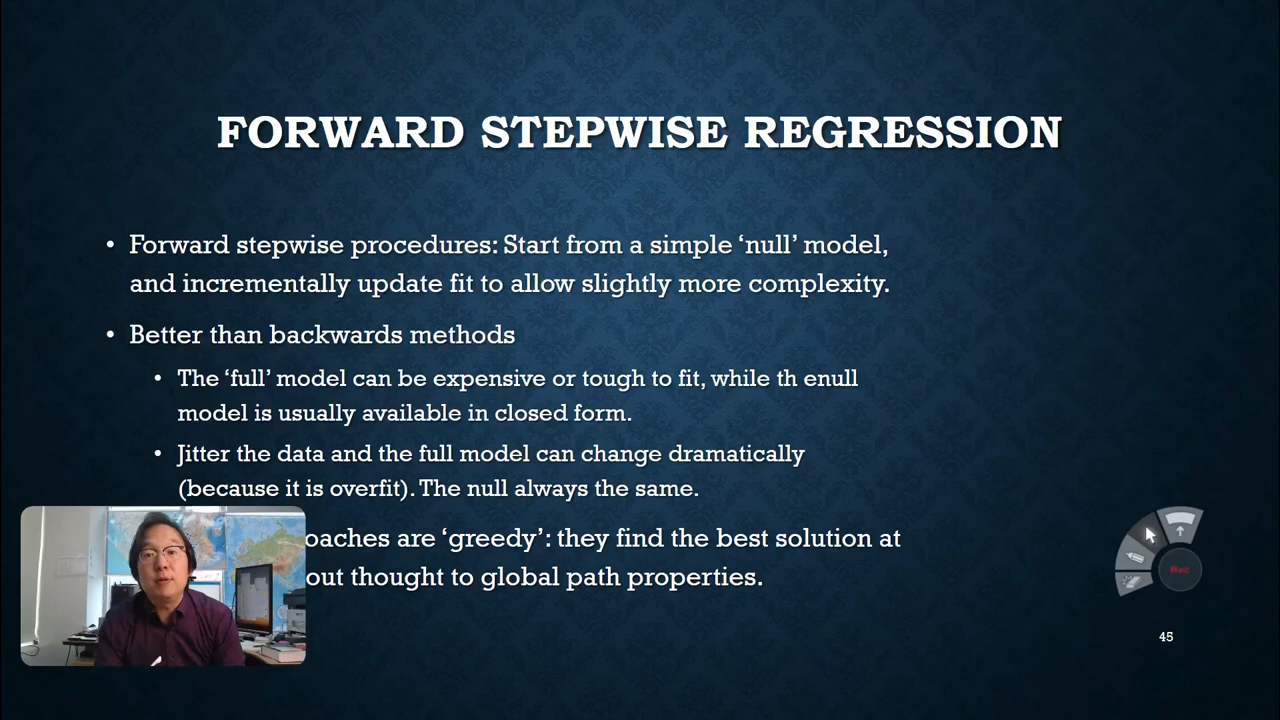 FORWARD STEPWISE REGRESSION
• Forward stepwise procedures: Start from a simple ‘null’ model,
and incrementally update fit to allow slightly more complexity.
• Better than backwards methods
• The ‘full’ model can be expensive or tough to fit, while th enull
model is usually available in closed form.
• Jitter the data and the full model can change dramatically
(because it is overfit). The null always the same.
oaches are ‘greedy’: they find the best solution at
out thought to global path properties.
Rec
45